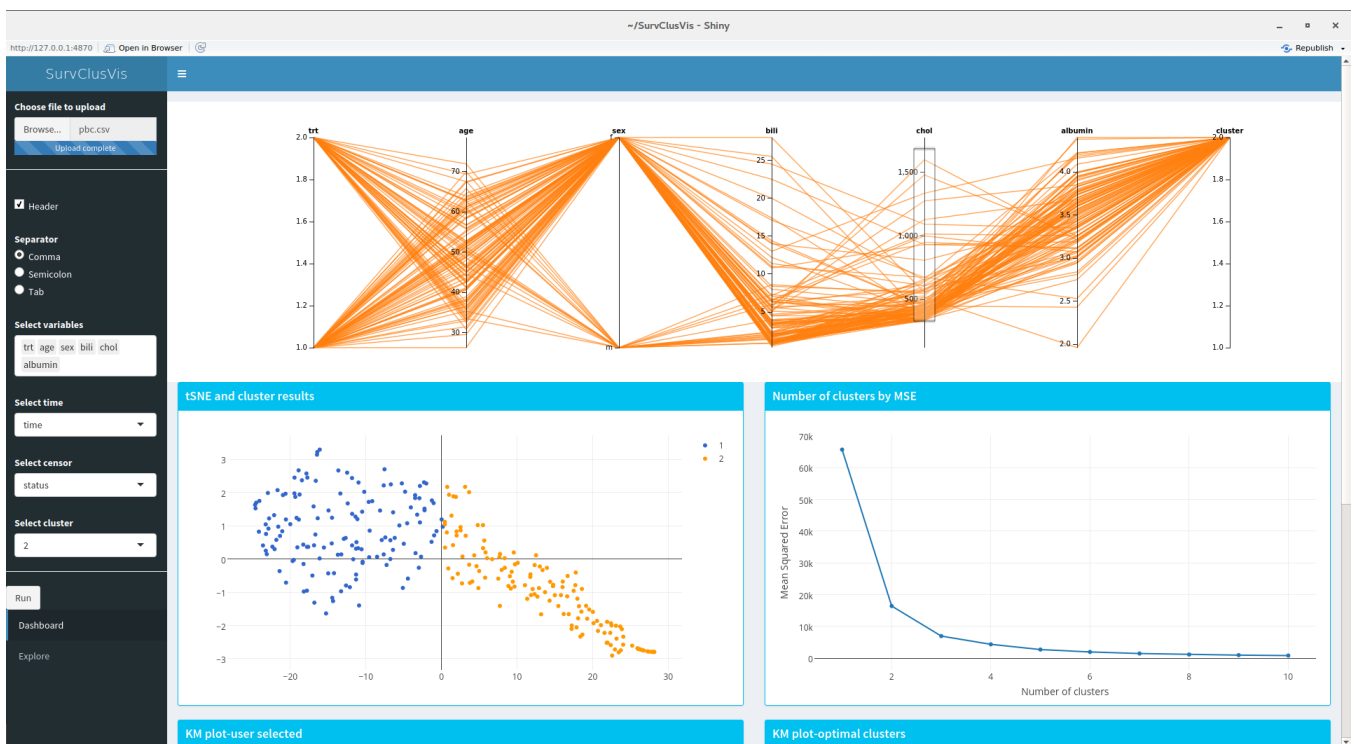 ~/SurvClusVis - Shiny
http://127.0.0.1:4870 Open in Browser
Republish
SurvClusVis
Choose file to upload
Browse... pbc.csv
Upload complete
Header
Separator
Comma
Semicolon
Tab
Select variables
trt age sex bili chol
albumin
Select time
time
Select censor
status
Select cluster
2
Run
Dashboard
Explore
trt age sex bili chol albumin cluster
2.0
1.8
1.6
1.4
1.2
1.0
70
60
50
40
30
f
m
25
20
15
10
5
1,500
1,000
500
4.0
3.5
3.0
2.5
2.0
2.0
1.8
1.6
1.4
1.2
1.0
tSNE and cluster results
1
2
3
2
1
0
−1
−2
−3
−20 −10 0 10 20 30
Number of clusters by MSE
Mean Squared Error
70k
60k
50k
40k
30k
20k
10k
0
2 4 6 8 10
Number of clusters
KM plot-user selected
KM plot-optimal clusters